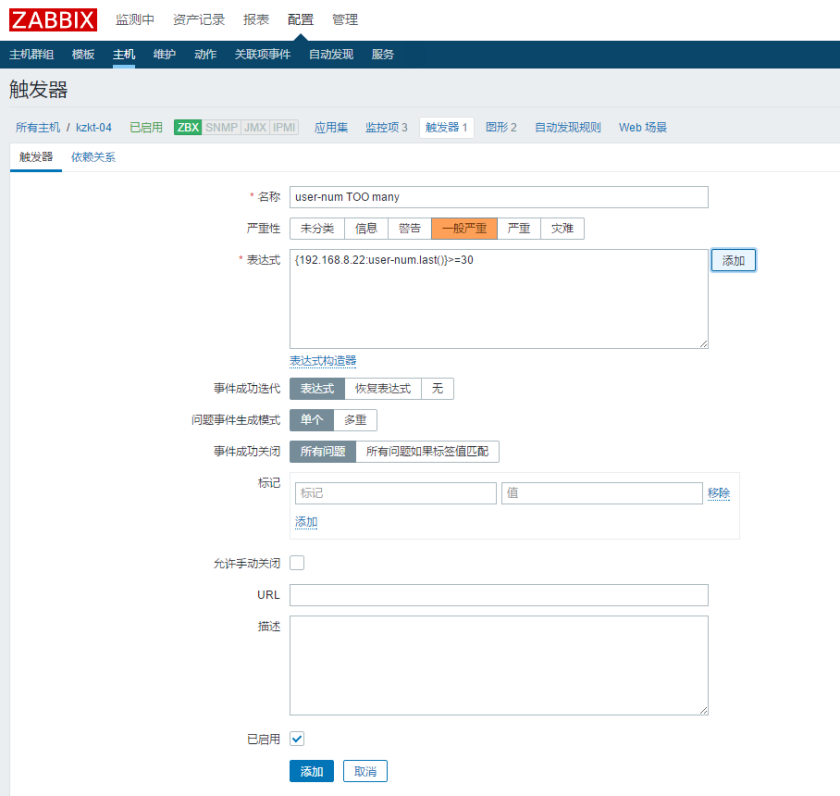 ZABBIX 监测中 资产记录 报表 配置 管理
主机群组 模板 主机 维护 动作 关联项事件 自动发现 服务
触发器
所有主机 / kzkt-04 已启用 ZBX SNMP JMX IPMI 应用集 监控项 3 触发器 1 图形 2 自动发现规则 Web 场景
触发器 依赖关系
* 名称 user-num TOO many
严重性 未分类 信息 警告 一般严重 严重 灾难
* 表达式 {192.168.8.22:user-num.last()}>=30 添加
表达式构造器
事件成功迭代 表达式 恢复表达式 无
问题事件生成模式 单个 多重
事件成功关闭 所有问题 所有问题如果标签值匹配
标记 标记 值 移除
添加
允许手动关闭
URL
描述
已启用
添加 取消